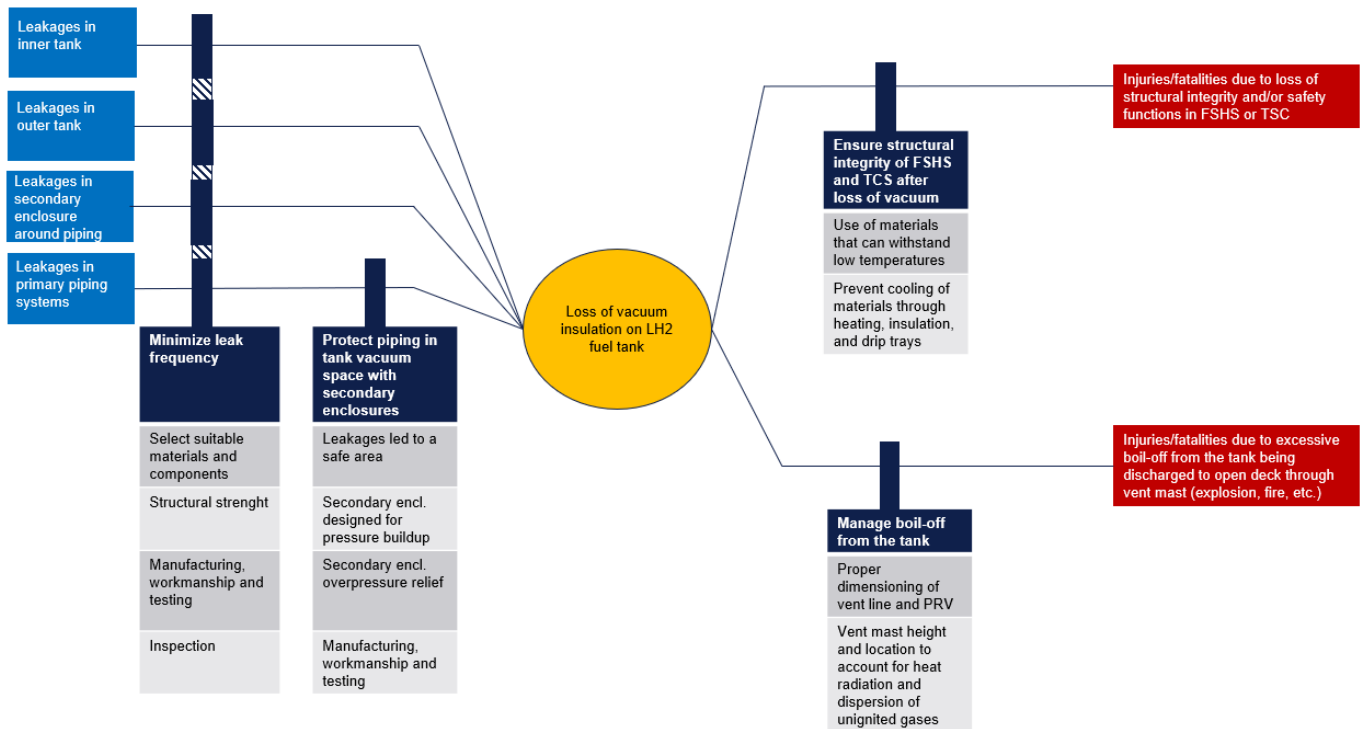 Leakages in
inner tank
Leakages in
outer tank
Leakages in
secondary
enclosure
around piping
Leakages in
primary piping
systems
Minimize leak
frequency
Select suitable
materials and
components
Structural strenght
Manufacturing,
workmanship and
testing
Inspection
Protect piping in
tank vacuum
space with
secondary
enclosures
Leakages led to a
safe area
Secondary encl.
designed for
pressure buildup
Secondary encl.
overpressure relief
Manufacturing,
workmanship and
testing
Loss of vacuum
insulation on LH2
fuel tank
Ensure structural
integrity of FSHS
and TCS after
loss of vacuum
Use of materials
that can withstand
low temperatures
Prevent cooling of
materials through
heating, insulation,
and drip trays
Injuries/fatalities due to loss of
structural integrity and/or safety
functions in FSHS or TSC
Manage boil-off
from the tank
Proper
dimensioning of
vent line and PRV
Vent mast height
and location to
account for heat
radiation and
dispersion of
unignited gases
Injuries/fatalities due to excessive
boil-off from the tank being
discharged to open deck through
vent mast (explosion, fire, etc.)